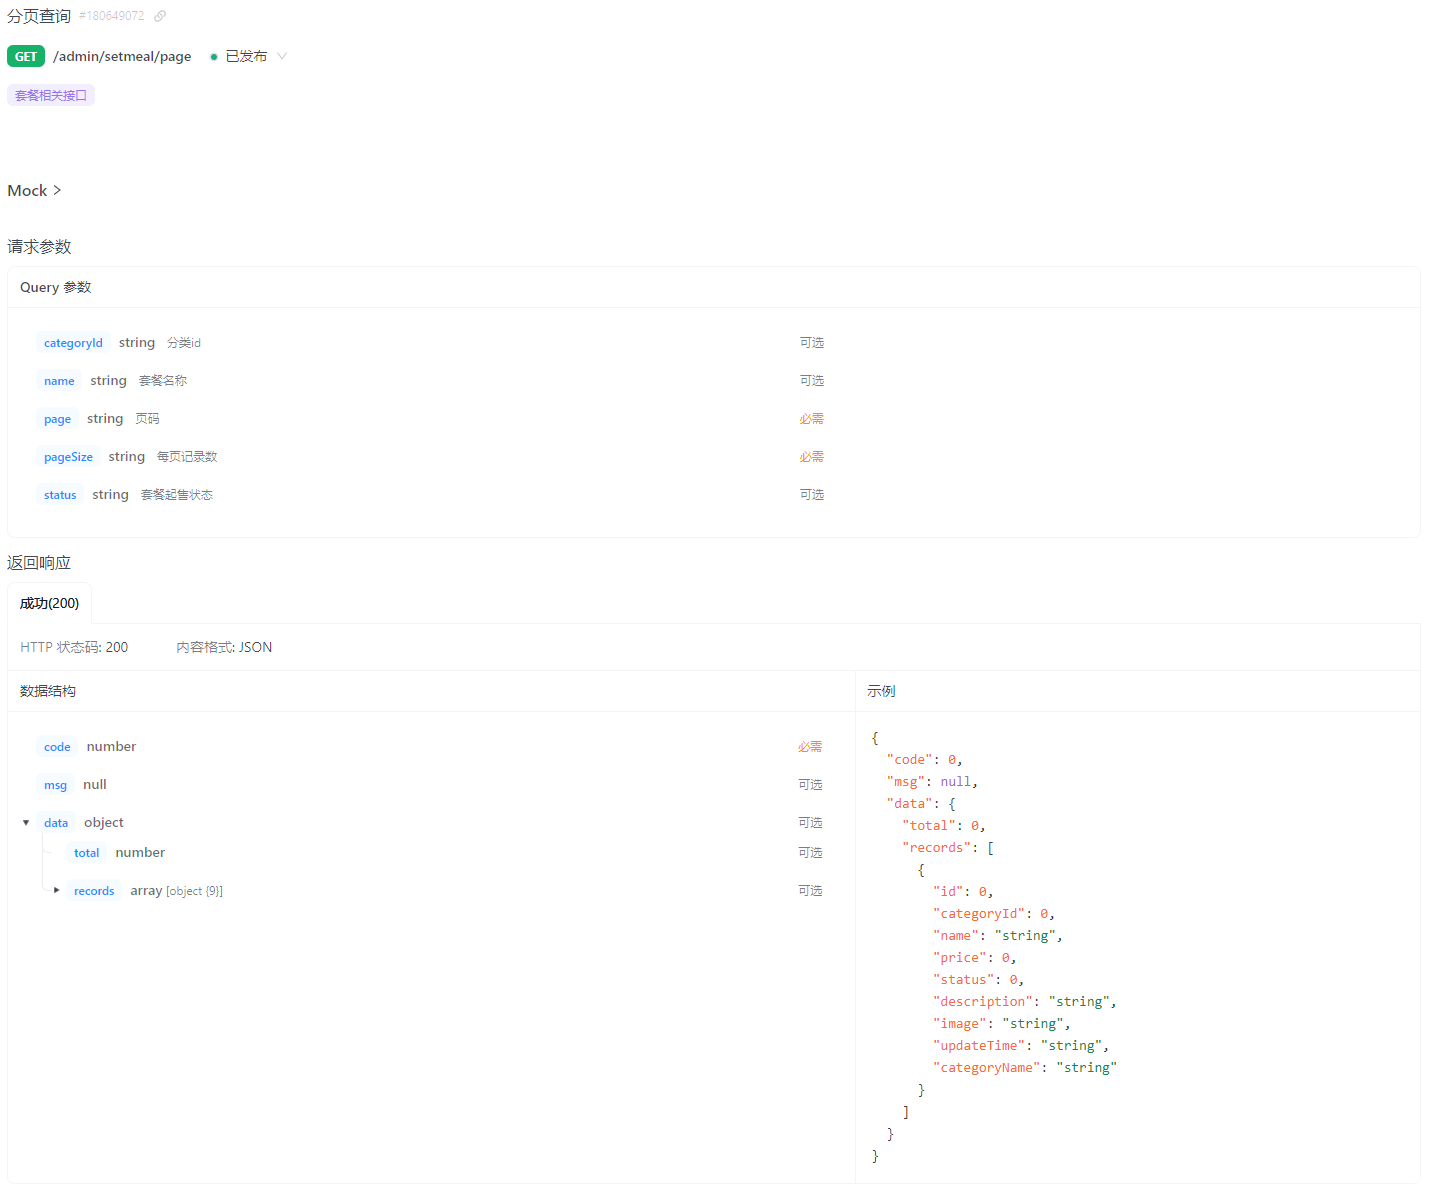 分页查询 #180649072
GET /admin/setmeal/page 已发布
套餐相关接口
Mock >
请求参数
Query 参数
categoryId string 分类id 可选
name string 套餐名称 可选
page string 页码 必需
pageSize string 每页记录数 必需
status string 套餐起售状态 可选
返回响应
成功(200)
HTTP 状态码: 200 内容格式: JSON
数据结构
code number 必需
msg null 可选
data object 可选
total number 可选
records array [object {9}] 可选
示例
{
"code": 0,
"msg": null,
"data": {
"total": 0,
"records": [
{
"id": 0,
"categoryId": 0,
"name": "string",
"price": 0,
"status": 0,
"description": "string",
"image": "string",
"updateTime": "string",
"categoryName": "string"
}
]
}
}